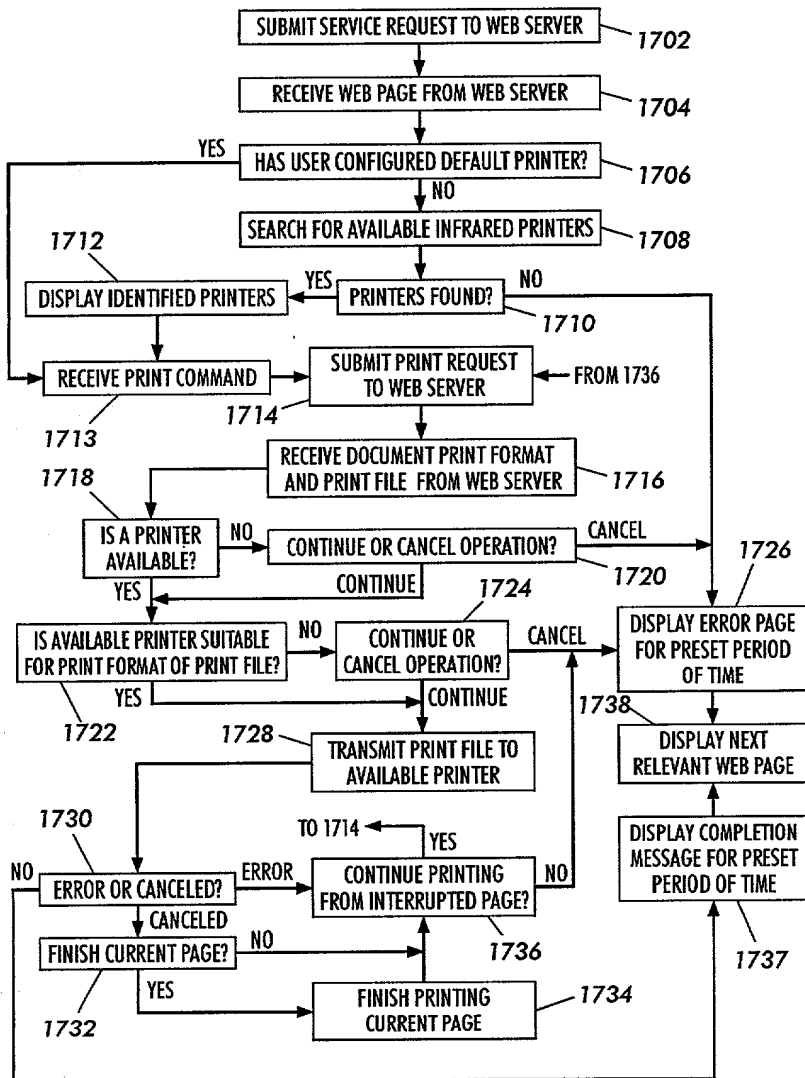 SUBMIT SERVICE REQUEST TO WEB SERVER
1702
RECEIVE WEB PAGE FROM WEB SERVER
1704
YES
HAS USER CONFIGURED DEFAULT PRINTER?
1706
NO
SEARCH FOR AVAILABLE INFRARED PRINTERS
1708
1712
DISPLAY IDENTIFIED PRINTERS
YES
PRINTERS FOUND?
NO
1710
RECEIVE PRINT COMMAND
1713
SUBMIT PRINT REQUEST
TO WEB SERVER
1714
FROM 1736
RECEIVE DOCUMENT PRINT FORMAT
AND PRINT FILE FROM WEB SERVER
1716
1718
IS A PRINTER
AVAILABLE?
NO
CONTINUE OR CANCEL OPERATION?
CANCEL
1720
YES
CONTINUE
1724
1726
IS AVAILABLE PRINTER SUITABLE
FOR PRINT FORMAT OF PRINT FILE?
NO
CONTINUE OR
CANCEL OPERATION?
CANCEL
DISPLAY ERROR PAGE
FOR PRESET PERIOD
OF TIME
1722
YES
CONTINUE
1738
1728
TRANSMIT PRINT FILE TO
AVAILABLE PRINTER
DISPLAY NEXT
RELEVANT WEB PAGE
1730
TO 1714
YES
NO
ERROR OR CANCELED?
ERROR
CONTINUE PRINTING
FROM INTERRUPTED PAGE?
NO
1736
DISPLAY COMPLETION
MESSAGE FOR PRESET
PERIOD OF TIME
1737
CANCELED
FINISH CURRENT PAGE?
NO
1732
YES
FINISH PRINTING
CURRENT PAGE
1734